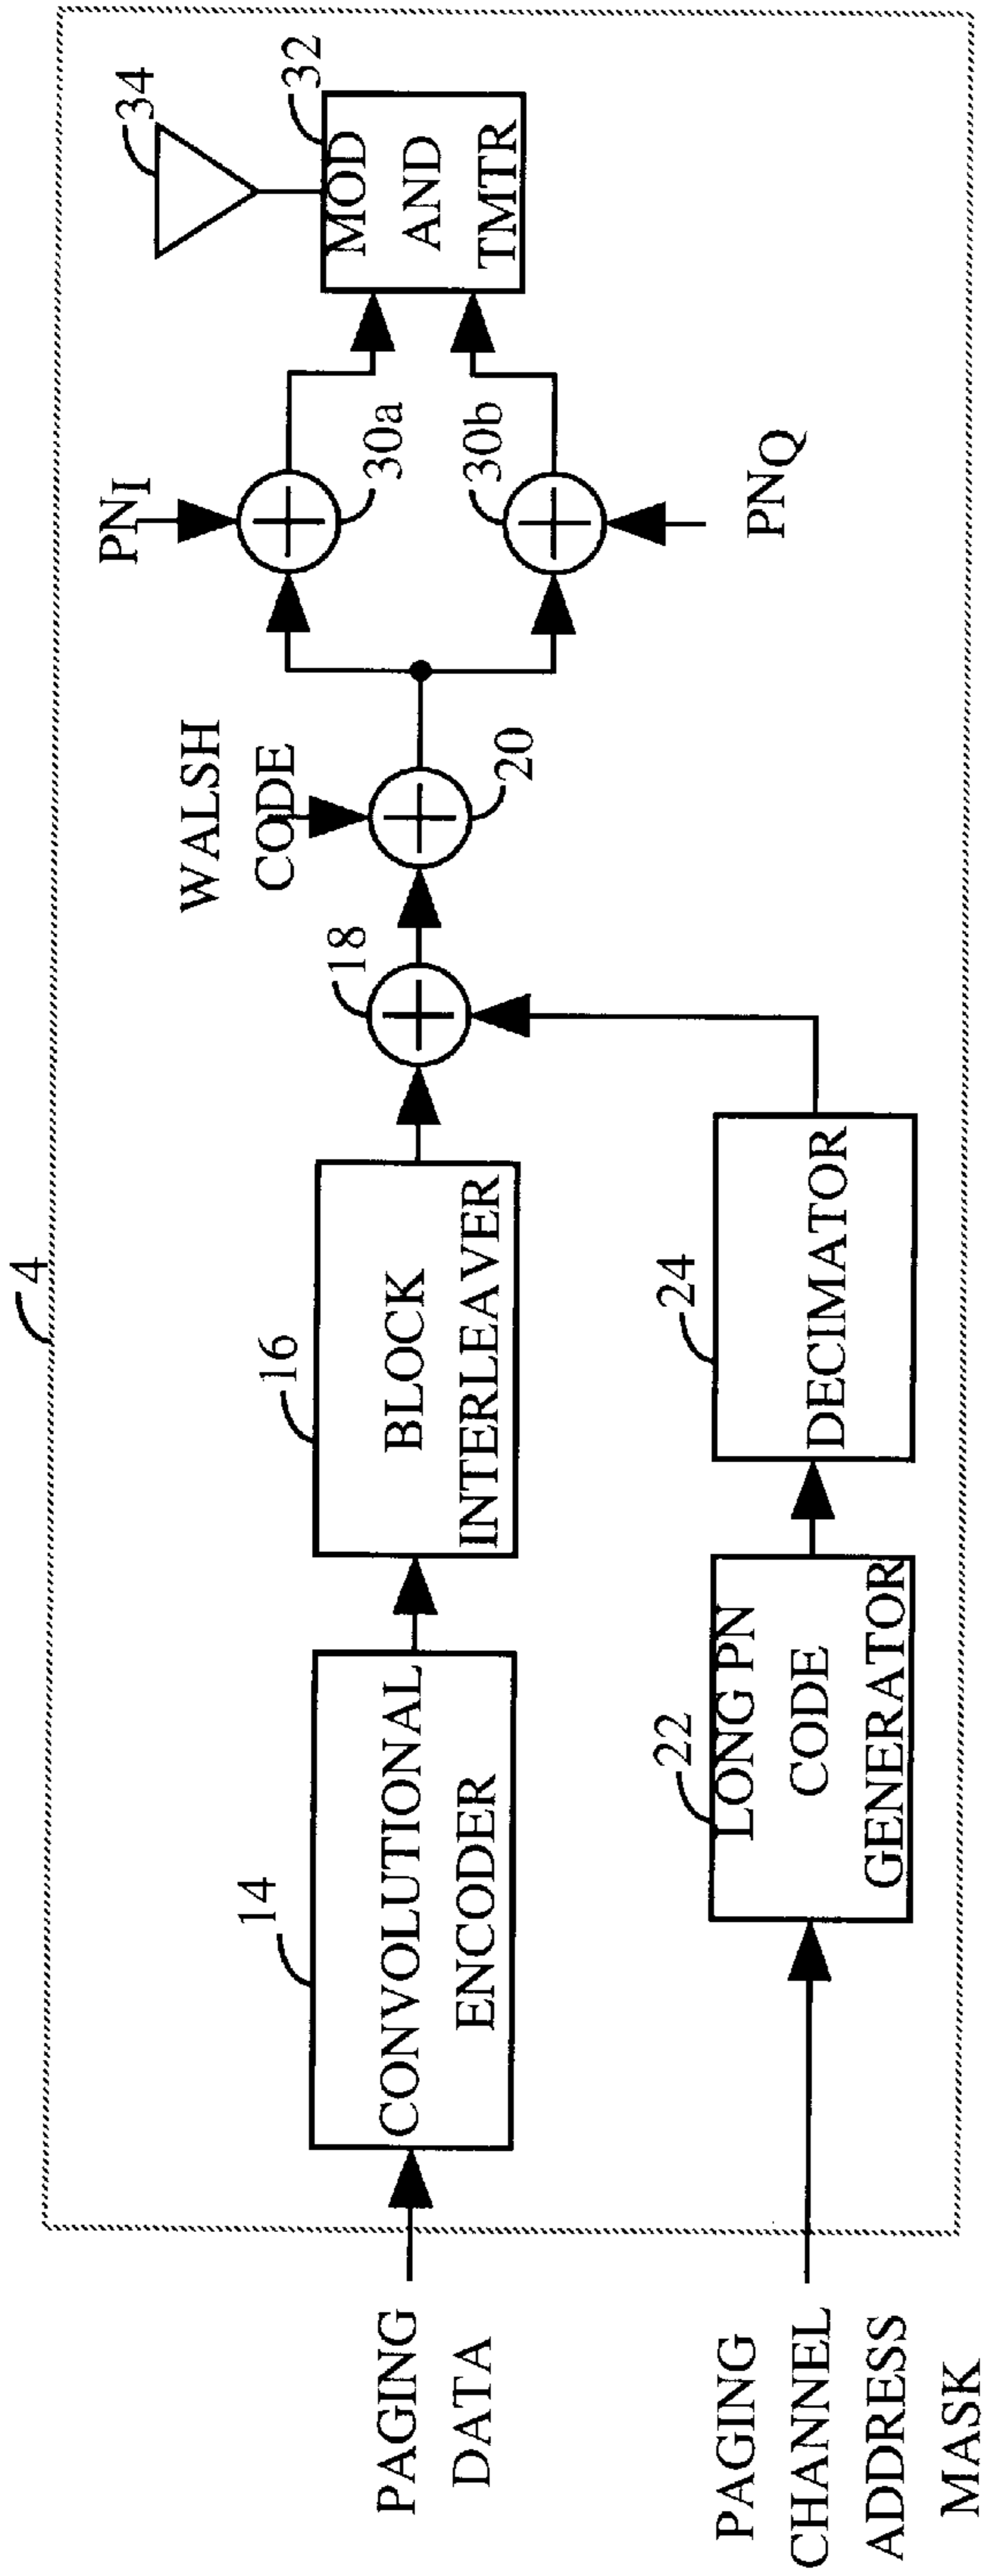 4
34
32
MOD
AND
TMTR
PNI
30a
30b
PNQ
WALSH
CODE
20
18
16
BLOCK
INTERLEAVER
24
DECIMATOR
14
CONVOLUTIONAL
ENCODER
22
LONG PN
CODE
GENERATOR
PAGING
DATA
PAGING
CHANNEL
ADDRESS
MASK